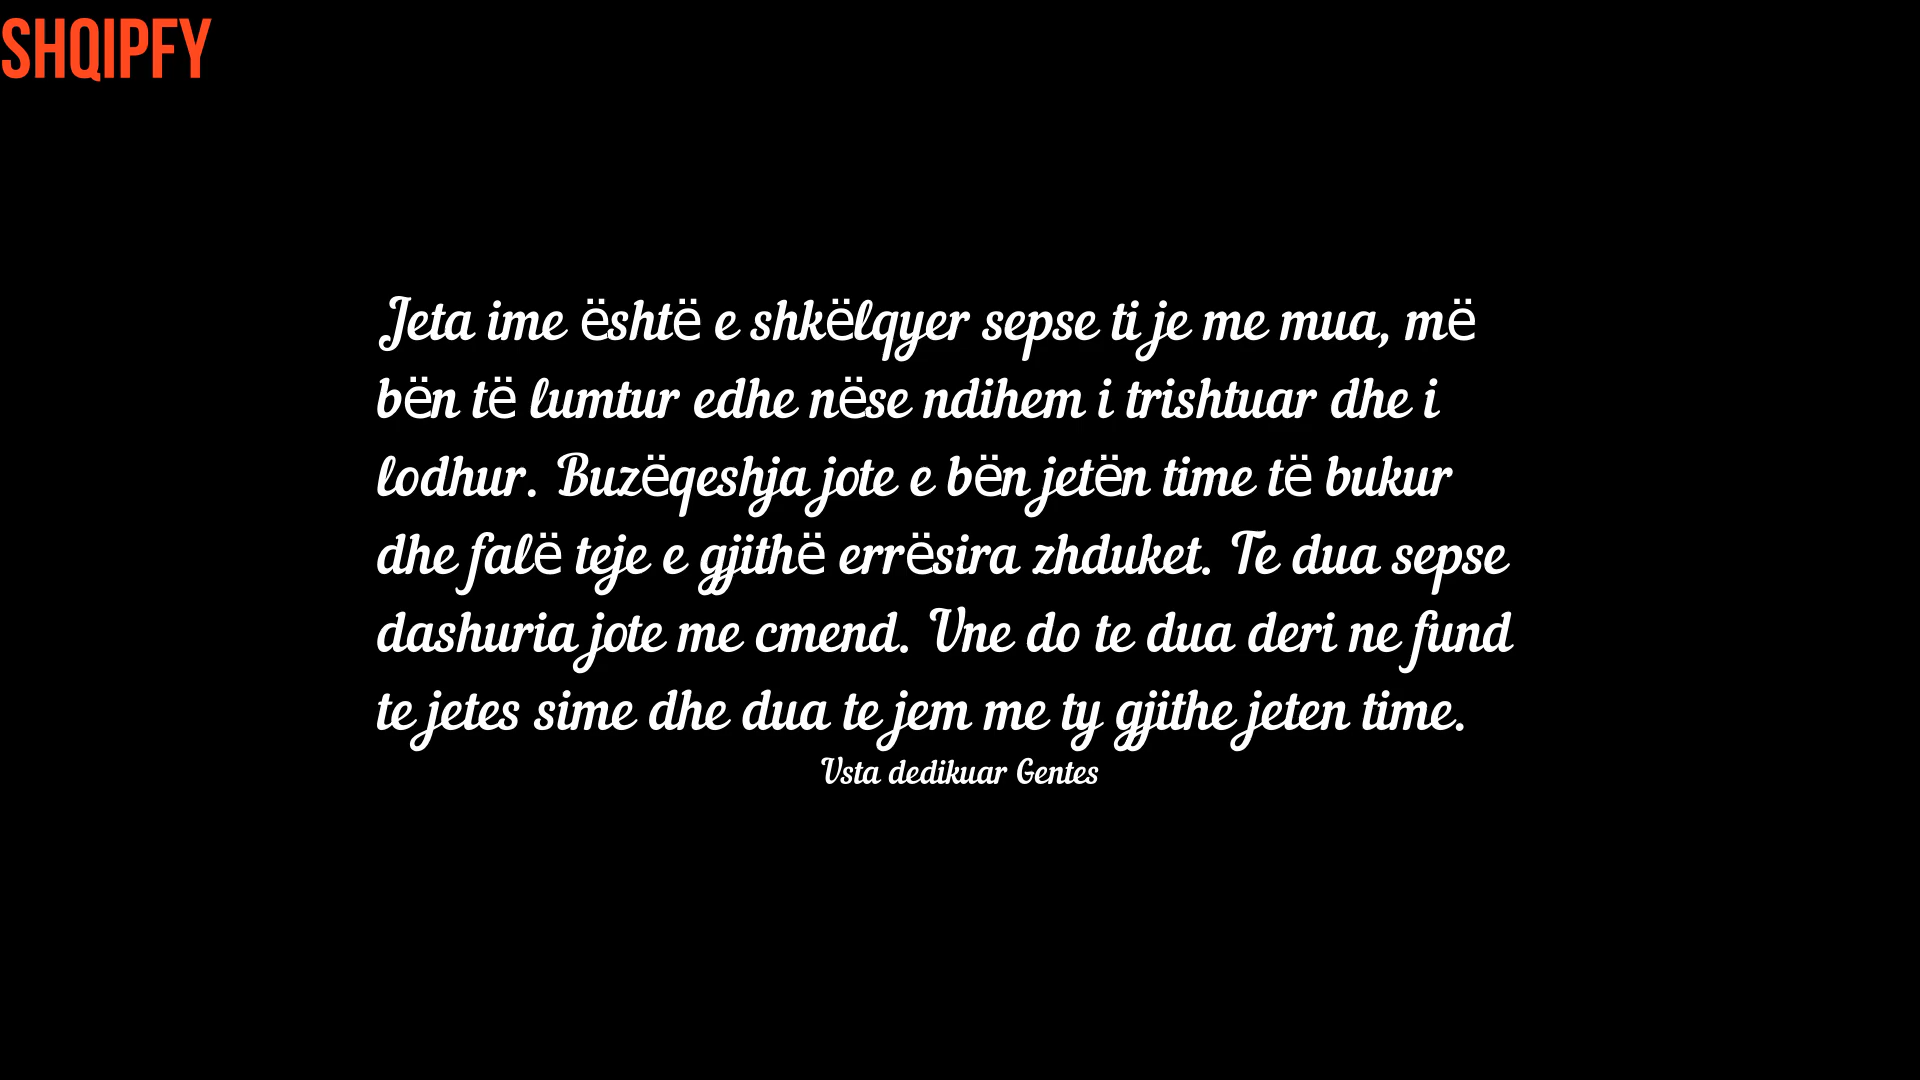 SHQIPFY
Jeta ime është e shkëlqyer sepse ti je me mua, më
bën të lumtur edhe nëse ndihem i trishtuar dhe i
lodhur. Buzëqeshja jote e bën jetën time të bukur
dhe falë teje e gjithë errësira zhduket. Te dua sepse
dashuria jote me cmend. Une do te dua deri ne fund
te jetes sime dhe dua te jem me ty gjithe jeten time.
Usta dedikuar Gentes